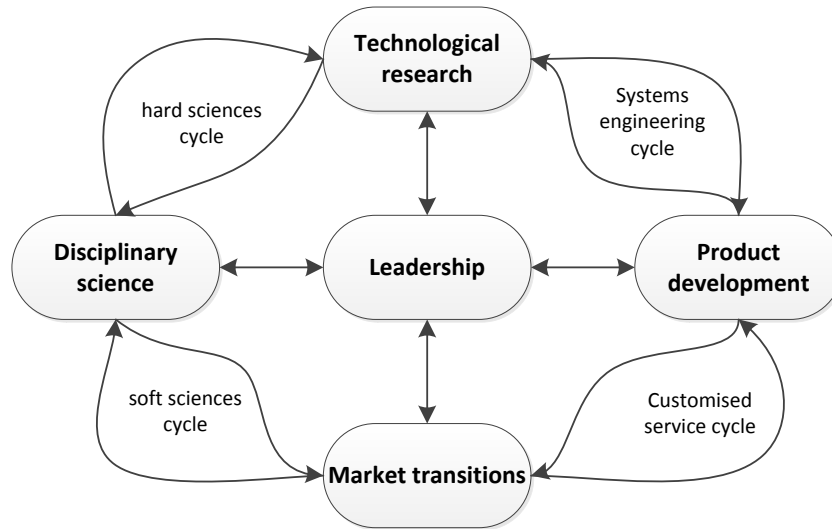 Technological
research
hard sciences
cycle
Systems
engineering
cycle
Disciplinary
science
Leadership
Product
development
soft sciences
cycle
Customised
service cycle
Market transitions